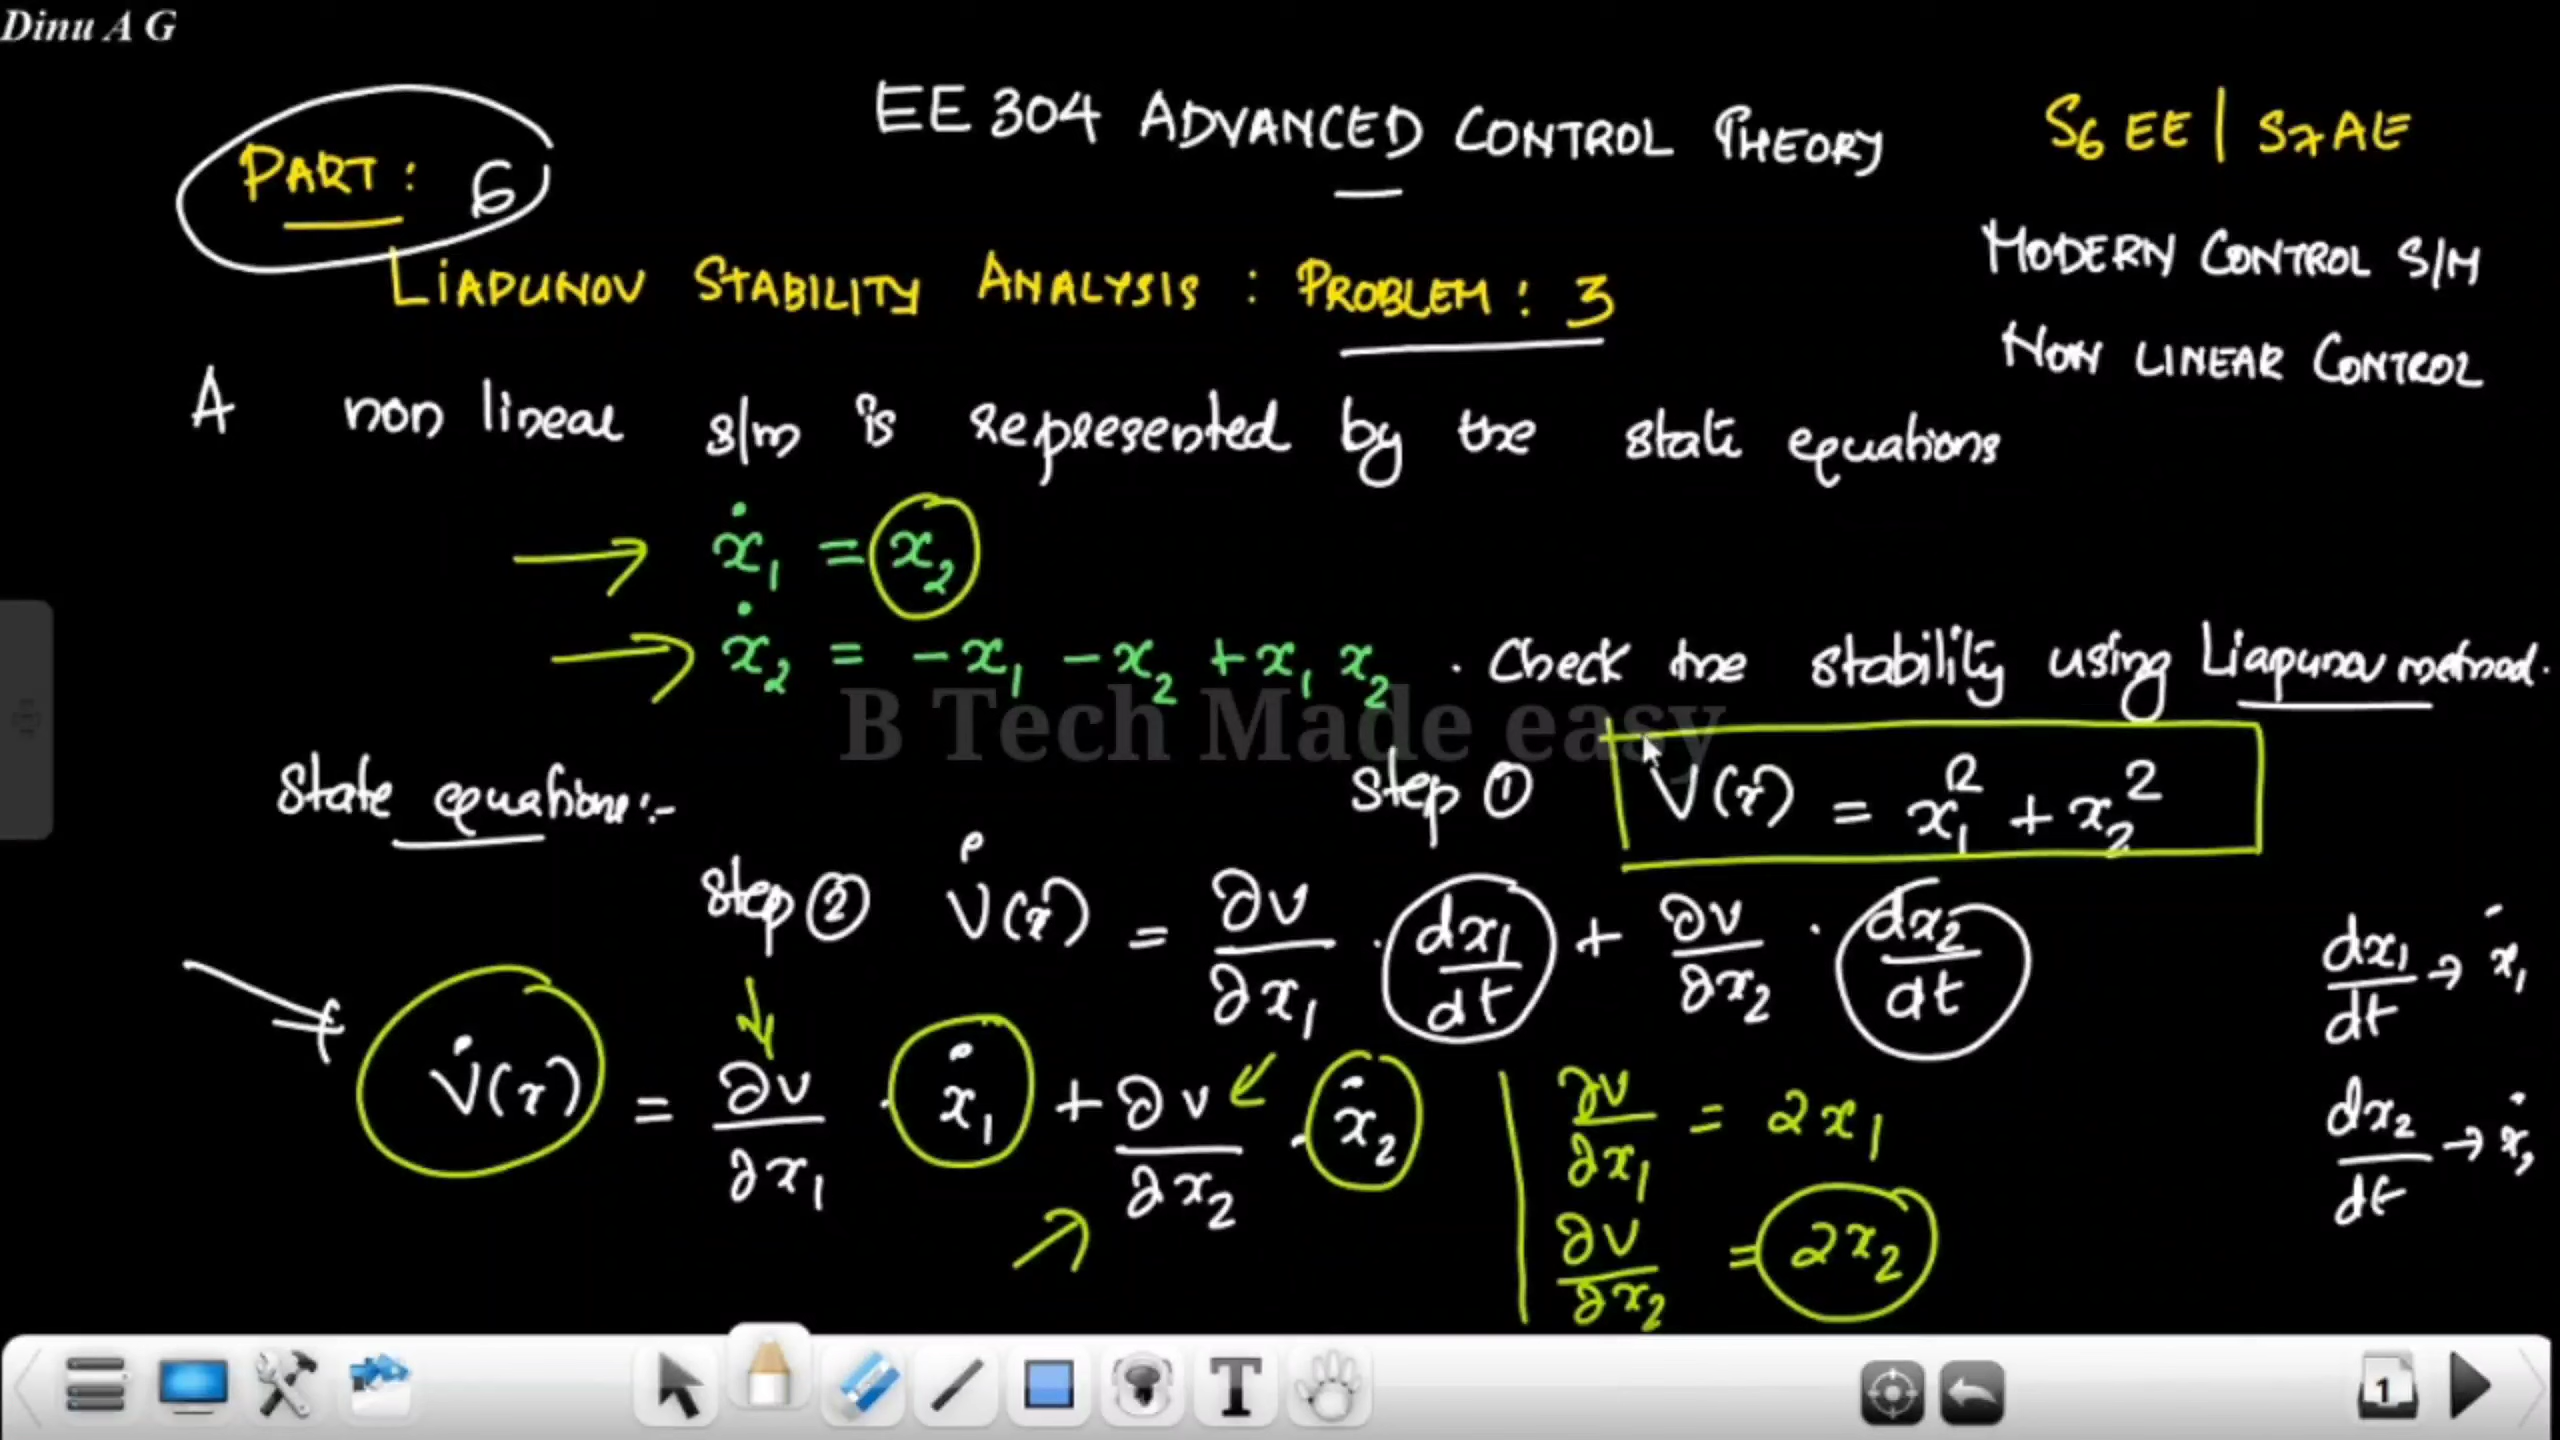 Dinu A G
EE 304 ADVANCED CONTROL THEORY
S6 EE | S7 AE
PART: 6
MODERN CONTROL S/M
LIAPUNOV STABILITY ANALYSIS : PROBLEM: 3
NON LINEAR CONTROL
A non linear s/m is represented by the state equations
→ ẋ₁ = x₂
→ ẋ₂ = -x₁ -x₂ +x₁ x₂ . Check the stability using Liapunov method.
B Tech Made easy
State equations:-
Step ① V(x) = x₁² + x₂²
Step ② V̇(x) = ∂V/∂x₁ · dx₁/dt + ∂V/∂x₂ · dx₂/dt
dx₁/dt → ẋ₁
V̇(x) = ∂V/∂x₁ · ẋ₁ + ∂V/∂x₂ · ẋ₂
∂V/∂x₁ = 2x₁
dx₂/dt → ẋ₂
∂V/∂x₂ = 2x₂
T
1